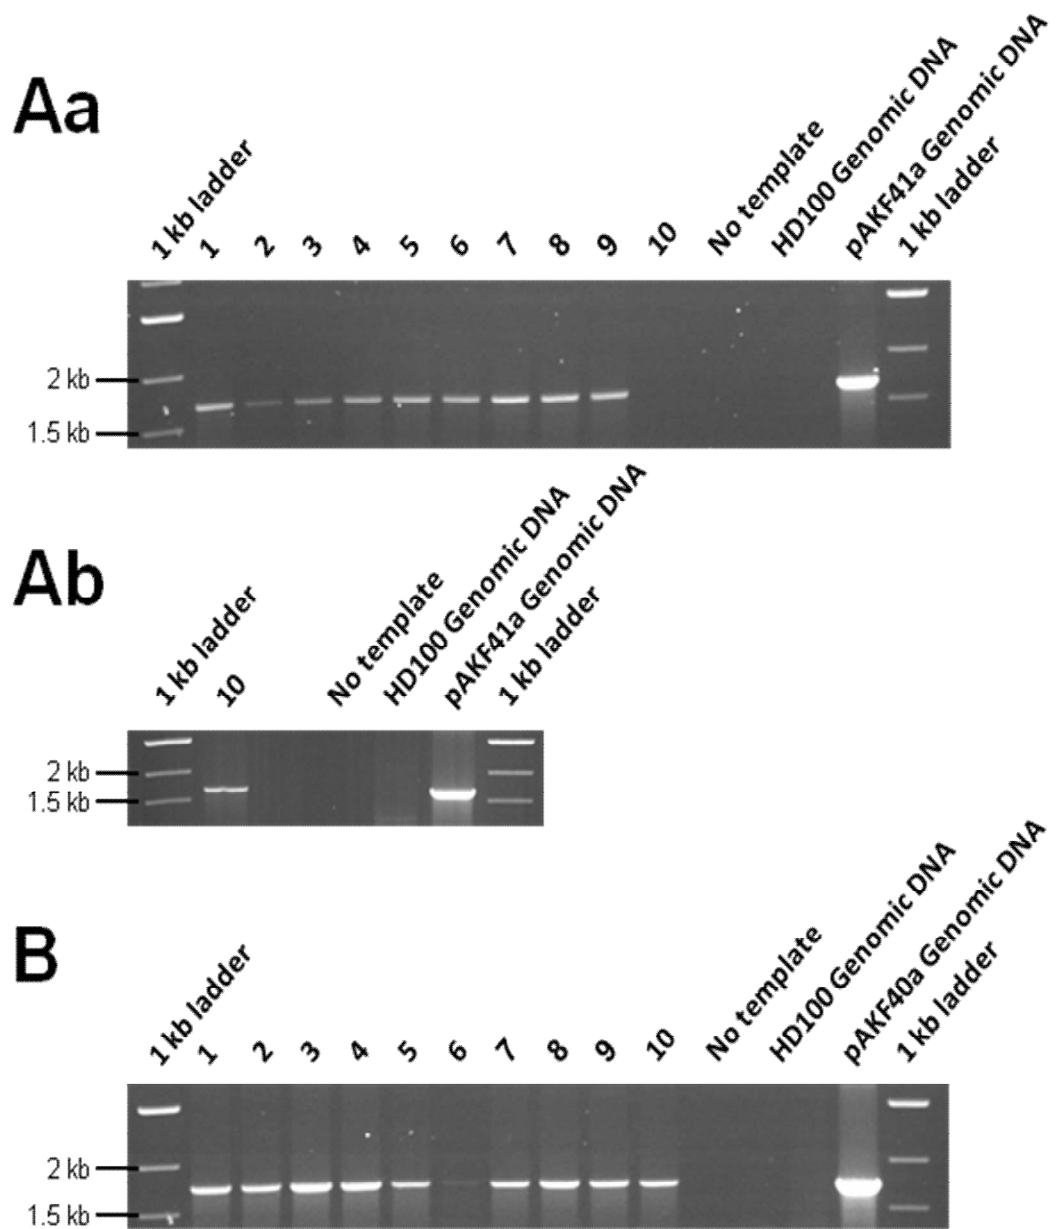 Aa
1 kb ladder
1
2
3
4
5
6
7
8
9
10
No template
HD100 Genomic DNA
pAKF41a Genomic DNA
1 kb ladder
2 kb
1.5 kb
Ab
1 kb ladder
10
No template
HD100 Genomic DNA
pAKF41a Genomic DNA
1 kb ladder
2 kb
1.5 kb
B
1 kb ladder
1
2
3
4
5
6
7
8
9
10
No template
HD100 Genomic DNA
pAKF40a Genomic DNA
1 kb ladder
2 kb
1.5 kb